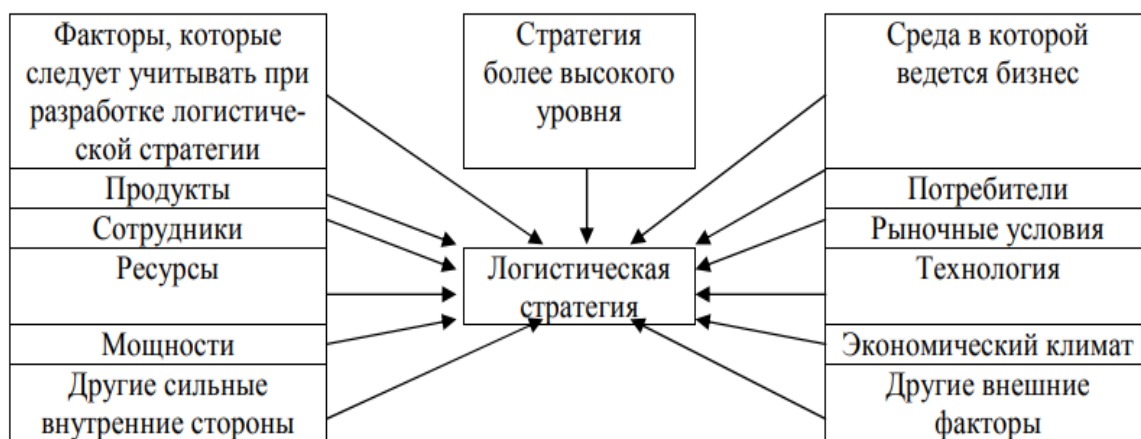 Факторы, которые
следует учитывать при
разработке логистиче-
ской стратегии
Продукты
Сотрудники
Ресурсы
Мощности
Другие сильные
внутренние стороны
Стратегия
более высокого
уровня
Логистическая
стратегия
Среда в которой
ведется бизнес
Потребители
Рыночные условия
Технология
Экономический климат
Другие внешние
факторы